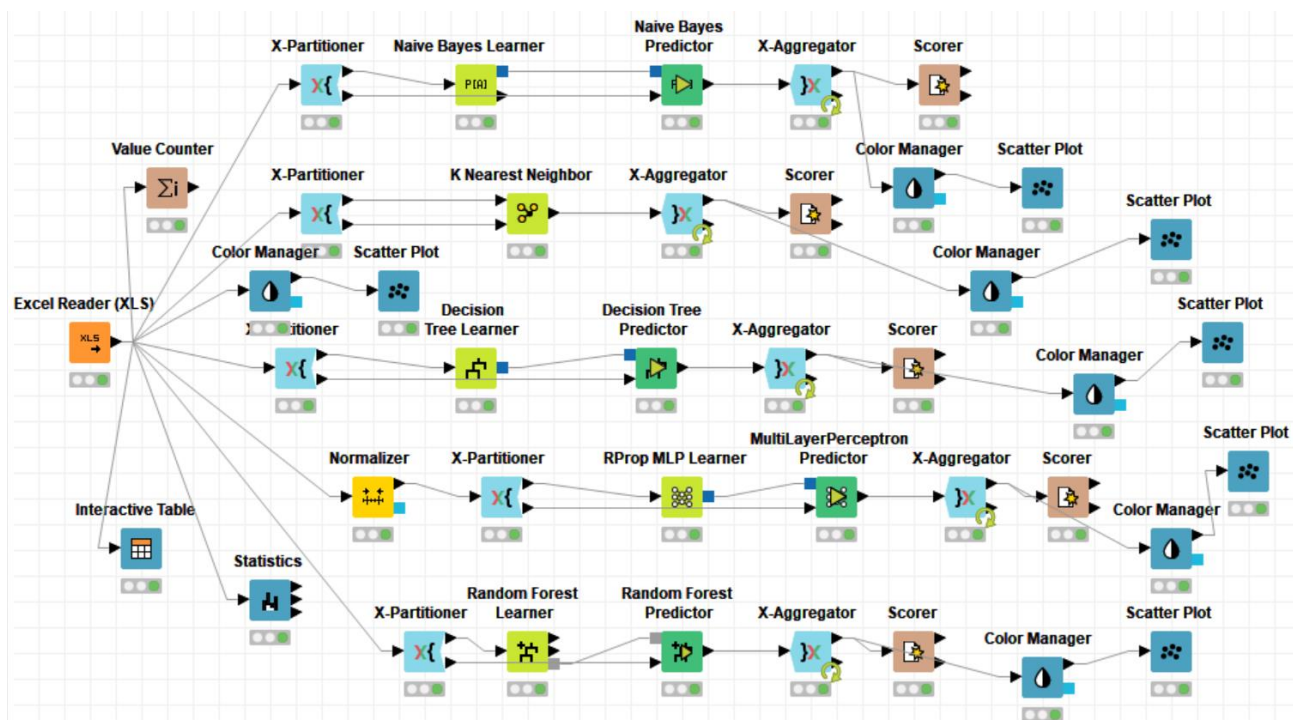 Naive Bayes
X-Partitioner
Naive Bayes Learner
Predictor
X-Aggregator
Scorer
X{
P[A]
}X
Value Counter
Color Manager
Scatter Plot
Σi
X-Partitioner
K Nearest Neighbor
X-Aggregator
Scorer
Scatter Plot
X{
}X
Color Manager
Scatter Plot
Color Manager
Excel Reader (XLS)
Decision
Tree Learner
Decision Tree
Predictor
X-Aggregator
Scorer
Scatter Plot
XLS
X{
}X
Color Manager
Normalizer
X-Partitioner
RProp MLP Learner
MultiLayerPerceptron
Predictor
X-Aggregator
Scorer
Scatter Plot
X{
}X
Color Manager
Interactive Table
Statistics
X-Partitioner
Random Forest
Learner
Random Forest
Predictor
X-Aggregator
Scorer
Color Manager
Scatter Plot
X{
}X